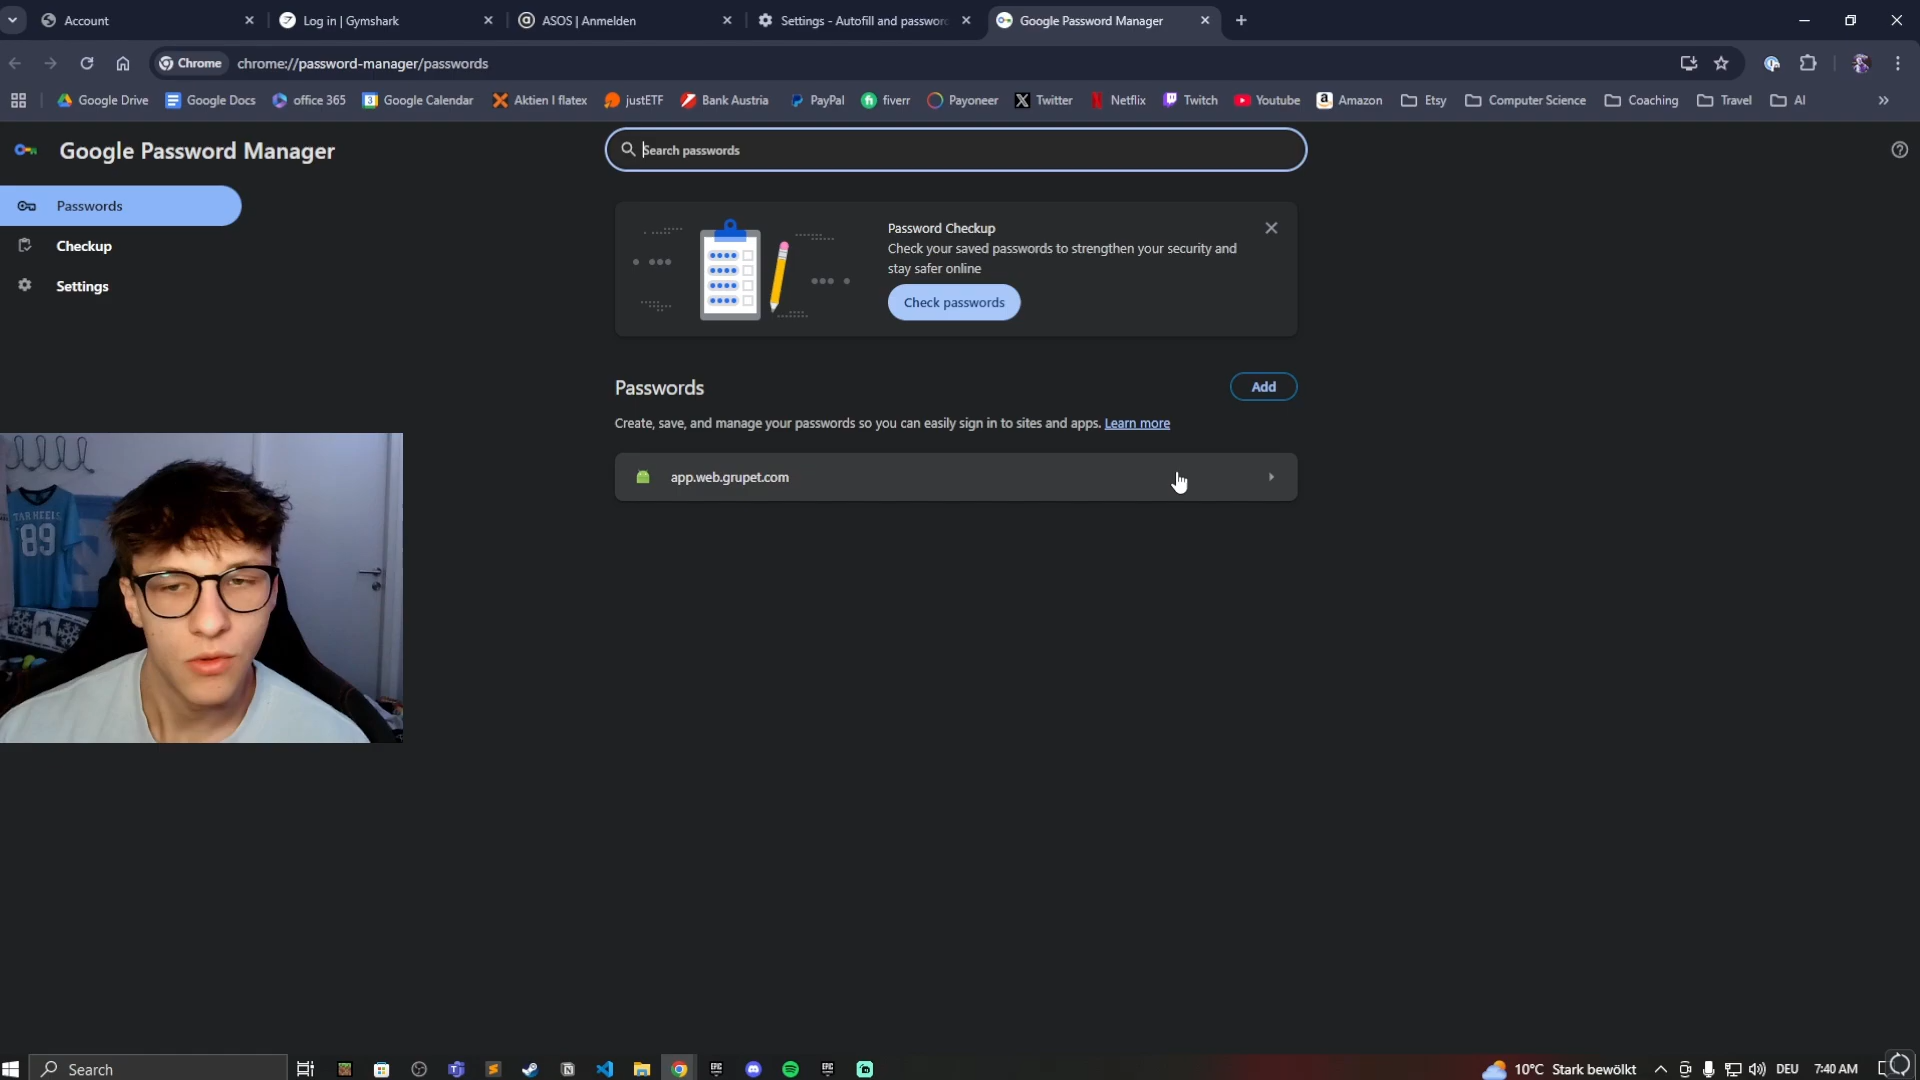 Account
Log in | Gymshark
ASOS | Anmelden
Settings - Autofill and passwor
Google Password Manager
Chrome
chrome://password-manager/passwords
Google Drive
Google Docs
office 365
Google Calendar
Aktien I flatex
justETF
Bank Austria
PayPal
fiverr
Payoneer
Twitter
Netflix
Twitch
Youtube
Amazon
Etsy
Computer Science
Coaching
Travel
AI
Google Password Manager
Search passwords
Passwords
Checkup
Settings
Password Checkup
Check your saved passwords to strengthen your security and
stay safer online
Check passwords
Passwords
Add
Create, save, and manage your passwords so you can easily sign in to sites and apps. Learn more
app.web.grupet.com
TAR HEELS
89
Search
10°C Stark bewölkt
DEU
7:40 AM